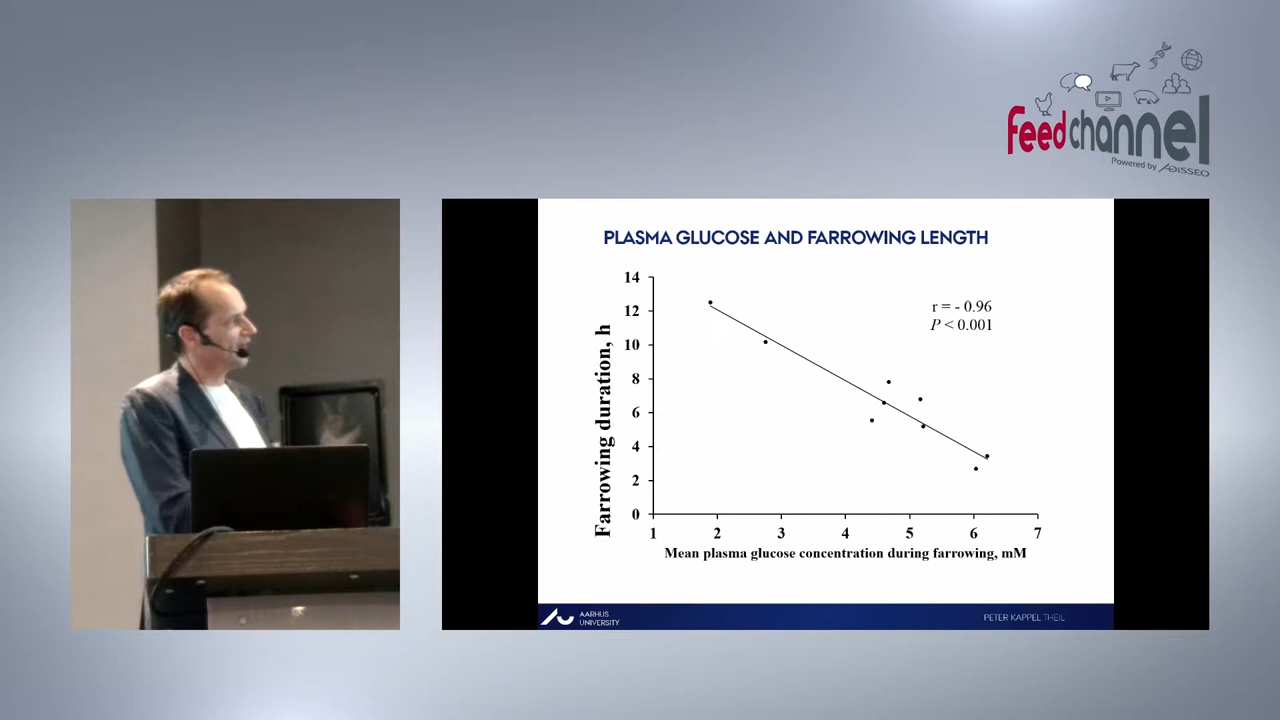 feedchannel
Powered by ADISSEO
PLASMA GLUCOSE AND FARROWING LENGTH
14
12
10
8
6
4
2
0
Farrowing duration, h
r = - 0.96
P < 0.001
1 2 3 4 5 6 7
Mean plasma glucose concentration during farrowing, mM
AARHUS
UNIVERSITY
PETER KAPPEL THEIL